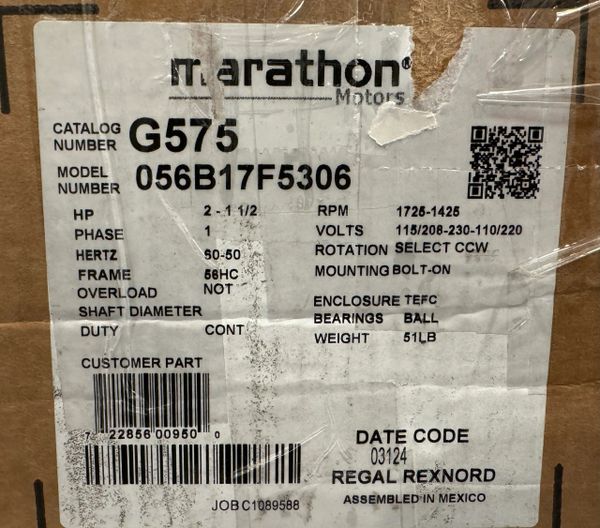 marathon®
Motors
CATALOG NUMBER G575
MODEL NUMBER 056B17F5306
HP 2 - 1 1/2 RPM 1725-1425
PHASE 1 VOLTS 115/208-230-110/220
HERTZ 60-50 ROTATION SELECT CCW
FRAME 56HC MOUNTING BOLT-ON
OVERLOAD NOT ENCLOSURE TEFC
SHAFT DIAMETER BEARINGS BALL
DUTY CONT WEIGHT 51LB
CUSTOMER PART
7 22856 00950 0
DATE CODE
03124
REGAL REXNORD
JOB C1089588 ASSEMBLED IN MEXICO